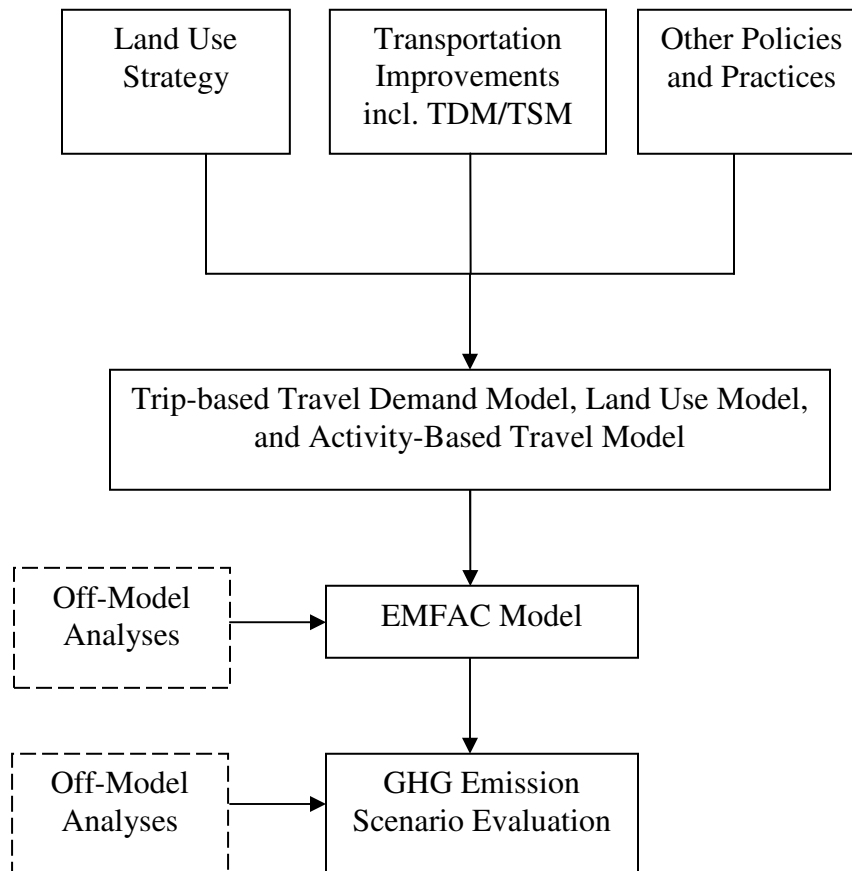 Land Use
Strategy
Transportation
Improvements
incl. TDM/TSM
Other Policies
and Practices
Trip-based Travel Demand Model, Land Use Model,
and Activity-Based Travel Model
Off-Model
Analyses
EMFAC Model
Off-Model
Analyses
GHG Emission
Scenario Evaluation